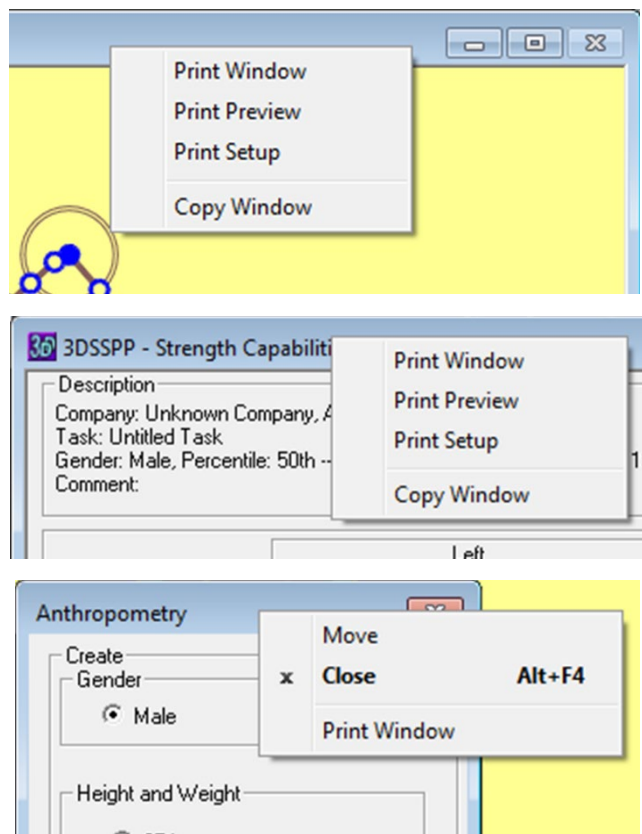 Print Window
Print Preview
Print Setup
Copy Window
3DSSPP - Strength
Print Window
Description
Company: Unknown Company,
Print Preview
Task: Untitled Task
Print Setup
Gender: Male, Percentile: 50th --
Comment:
Copy Window
Left
Anthropometry
Move
Create
Gender
x Close Alt+F4
Male
Print Window
Height and Weight